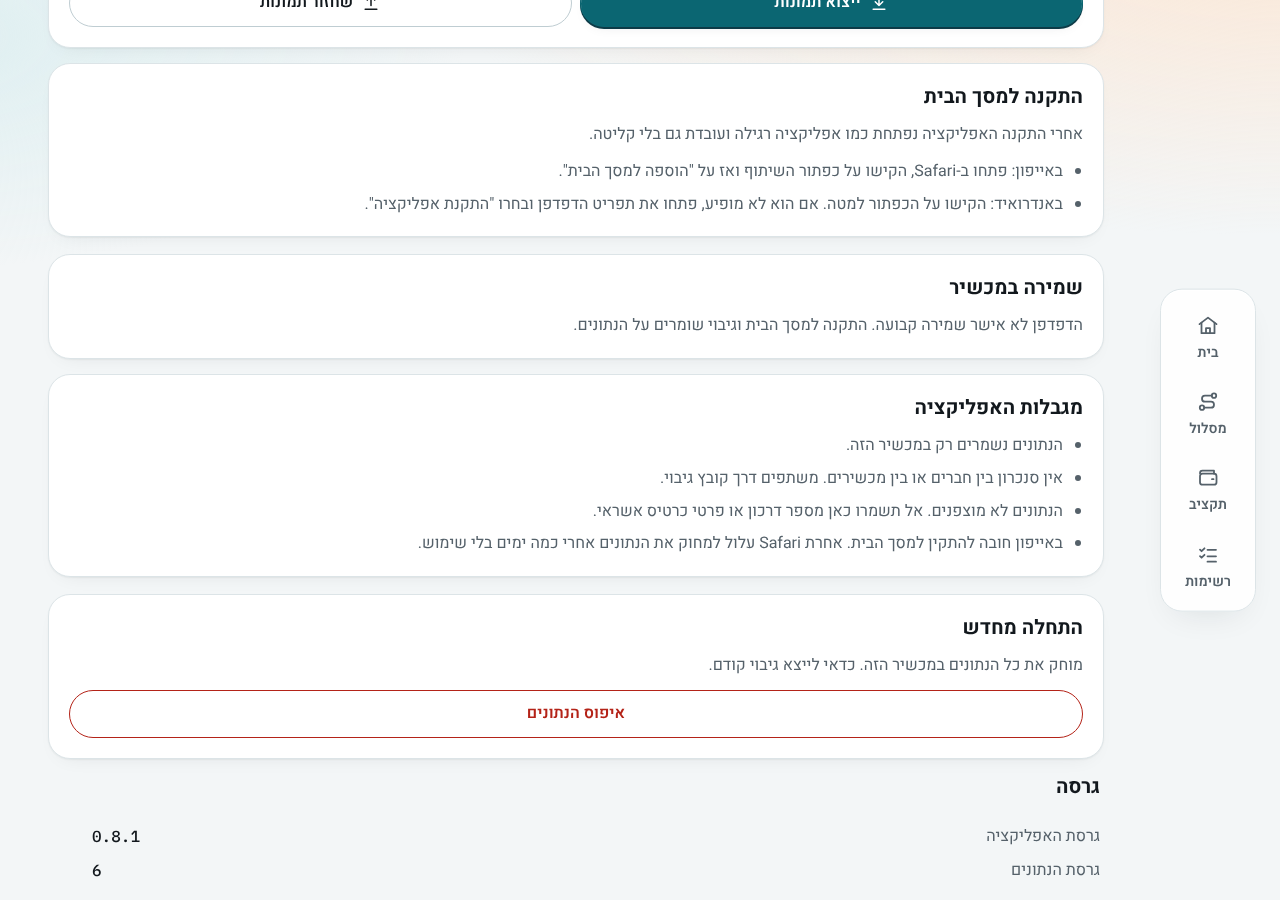 ייצוא תמונות
שחזור תמונות
התקנה למסך הבית
אחרי התקנה האפליקציה נפתחת כמו אפליקציה רגילה ועובדת גם בלי קליטה.
באייפון: פתחו ב-Safari, הקישו על כפתור השיתוף ואז על "הוספה למסך הבית".
באנדרואיד: הקישו על הכפתור למטה. אם הוא לא מופיע, פתחו את תפריט הדפדפן ובחרו "התקנת אפליקציה".
שמירה במכשיר
הדפדפן לא אישר שמירה קבועה. התקנה למסך הבית וגיבוי שומרים על הנתונים.
מגבלות האפליקציה
הנתונים נשמרים רק במכשיר הזה.
אין סנכרון בין חברים או בין מכשירים. משתפים דרך קובץ גיבוי.
הנתונים לא מוצפנים. אל תשמרו כאן מספר דרכון או פרטי כרטיס אשראי.
באייפון חובה להתקין למסך הבית. אחרת Safari עלול למחוק את הנתונים אחרי כמה ימים בלי שימוש.
התחלה מחדש
מוחק את כל הנתונים במכשיר הזה. כדאי לייצא גיבוי קודם.
איפוס הנתונים
גרסה
גרסת האפליקציה 0.8.1
גרסת הנתונים 6
בית
מסלול
תקציב
רשימות